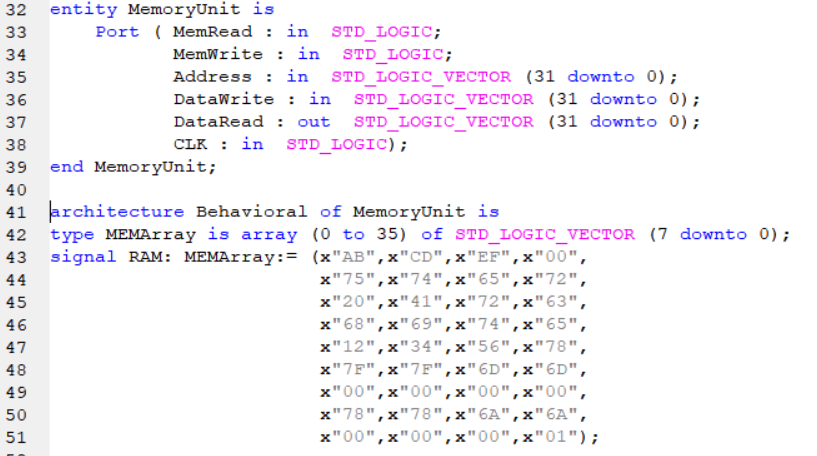 32 entity MemoryUnit is
33     Port ( MemRead : in  STD_LOGIC;
34            MemWrite : in  STD_LOGIC;
35            Address : in  STD_LOGIC_VECTOR (31 downto 0);
36            DataWrite : in  STD_LOGIC_VECTOR (31 downto 0);
37            DataRead : out  STD_LOGIC_VECTOR (31 downto 0);
38            CLK : in  STD_LOGIC);
39 end MemoryUnit;
40
41 architecture Behavioral of MemoryUnit is
42 type MEMArray is array (0 to 35) of STD_LOGIC_VECTOR (7 downto 0);
43 signal RAM: MEMArray:= (x"AB",x"CD",x"EF",x"00",
44                         x"75",x"74",x"65",x"72",
45                         x"20",x"41",x"72",x"63",
46                         x"68",x"69",x"74",x"65",
47                         x"12",x"34",x"56",x"78",
48                         x"7F",x"7F",x"6D",x"6D",
49                         x"00",x"00",x"00",x"00",
50                         x"78",x"78",x"6A",x"6A",
51                         x"00",x"00",x"00",x"01");